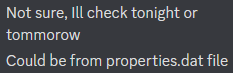 Not sure, Ill check tonight or
tommorow
Could be from properties.dat file